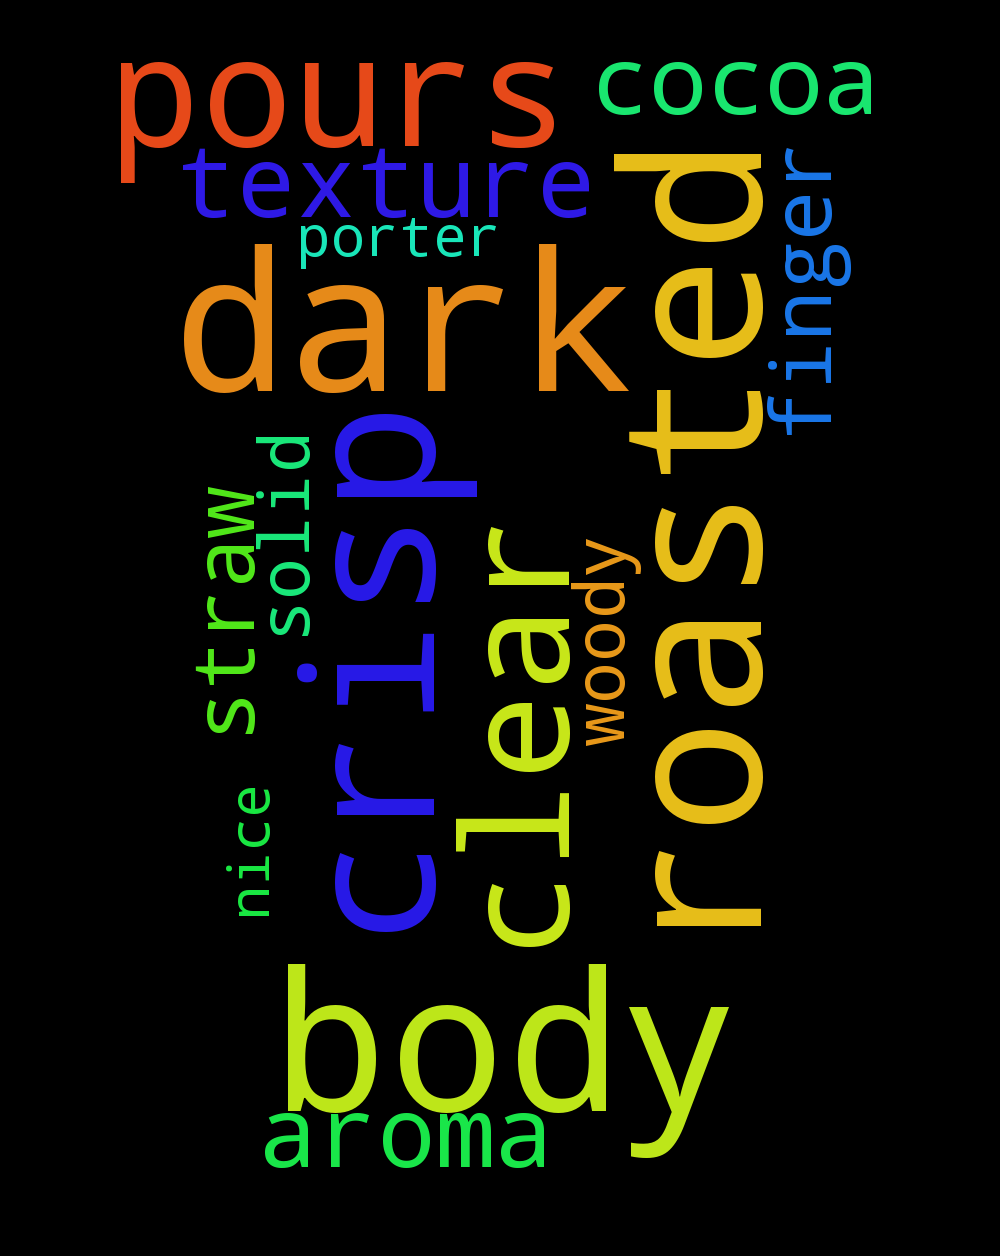 pours
cocoa
texture
porter
dark
roasted
finger
crisp
solid
straw
clear
woody
nice
body
aroma